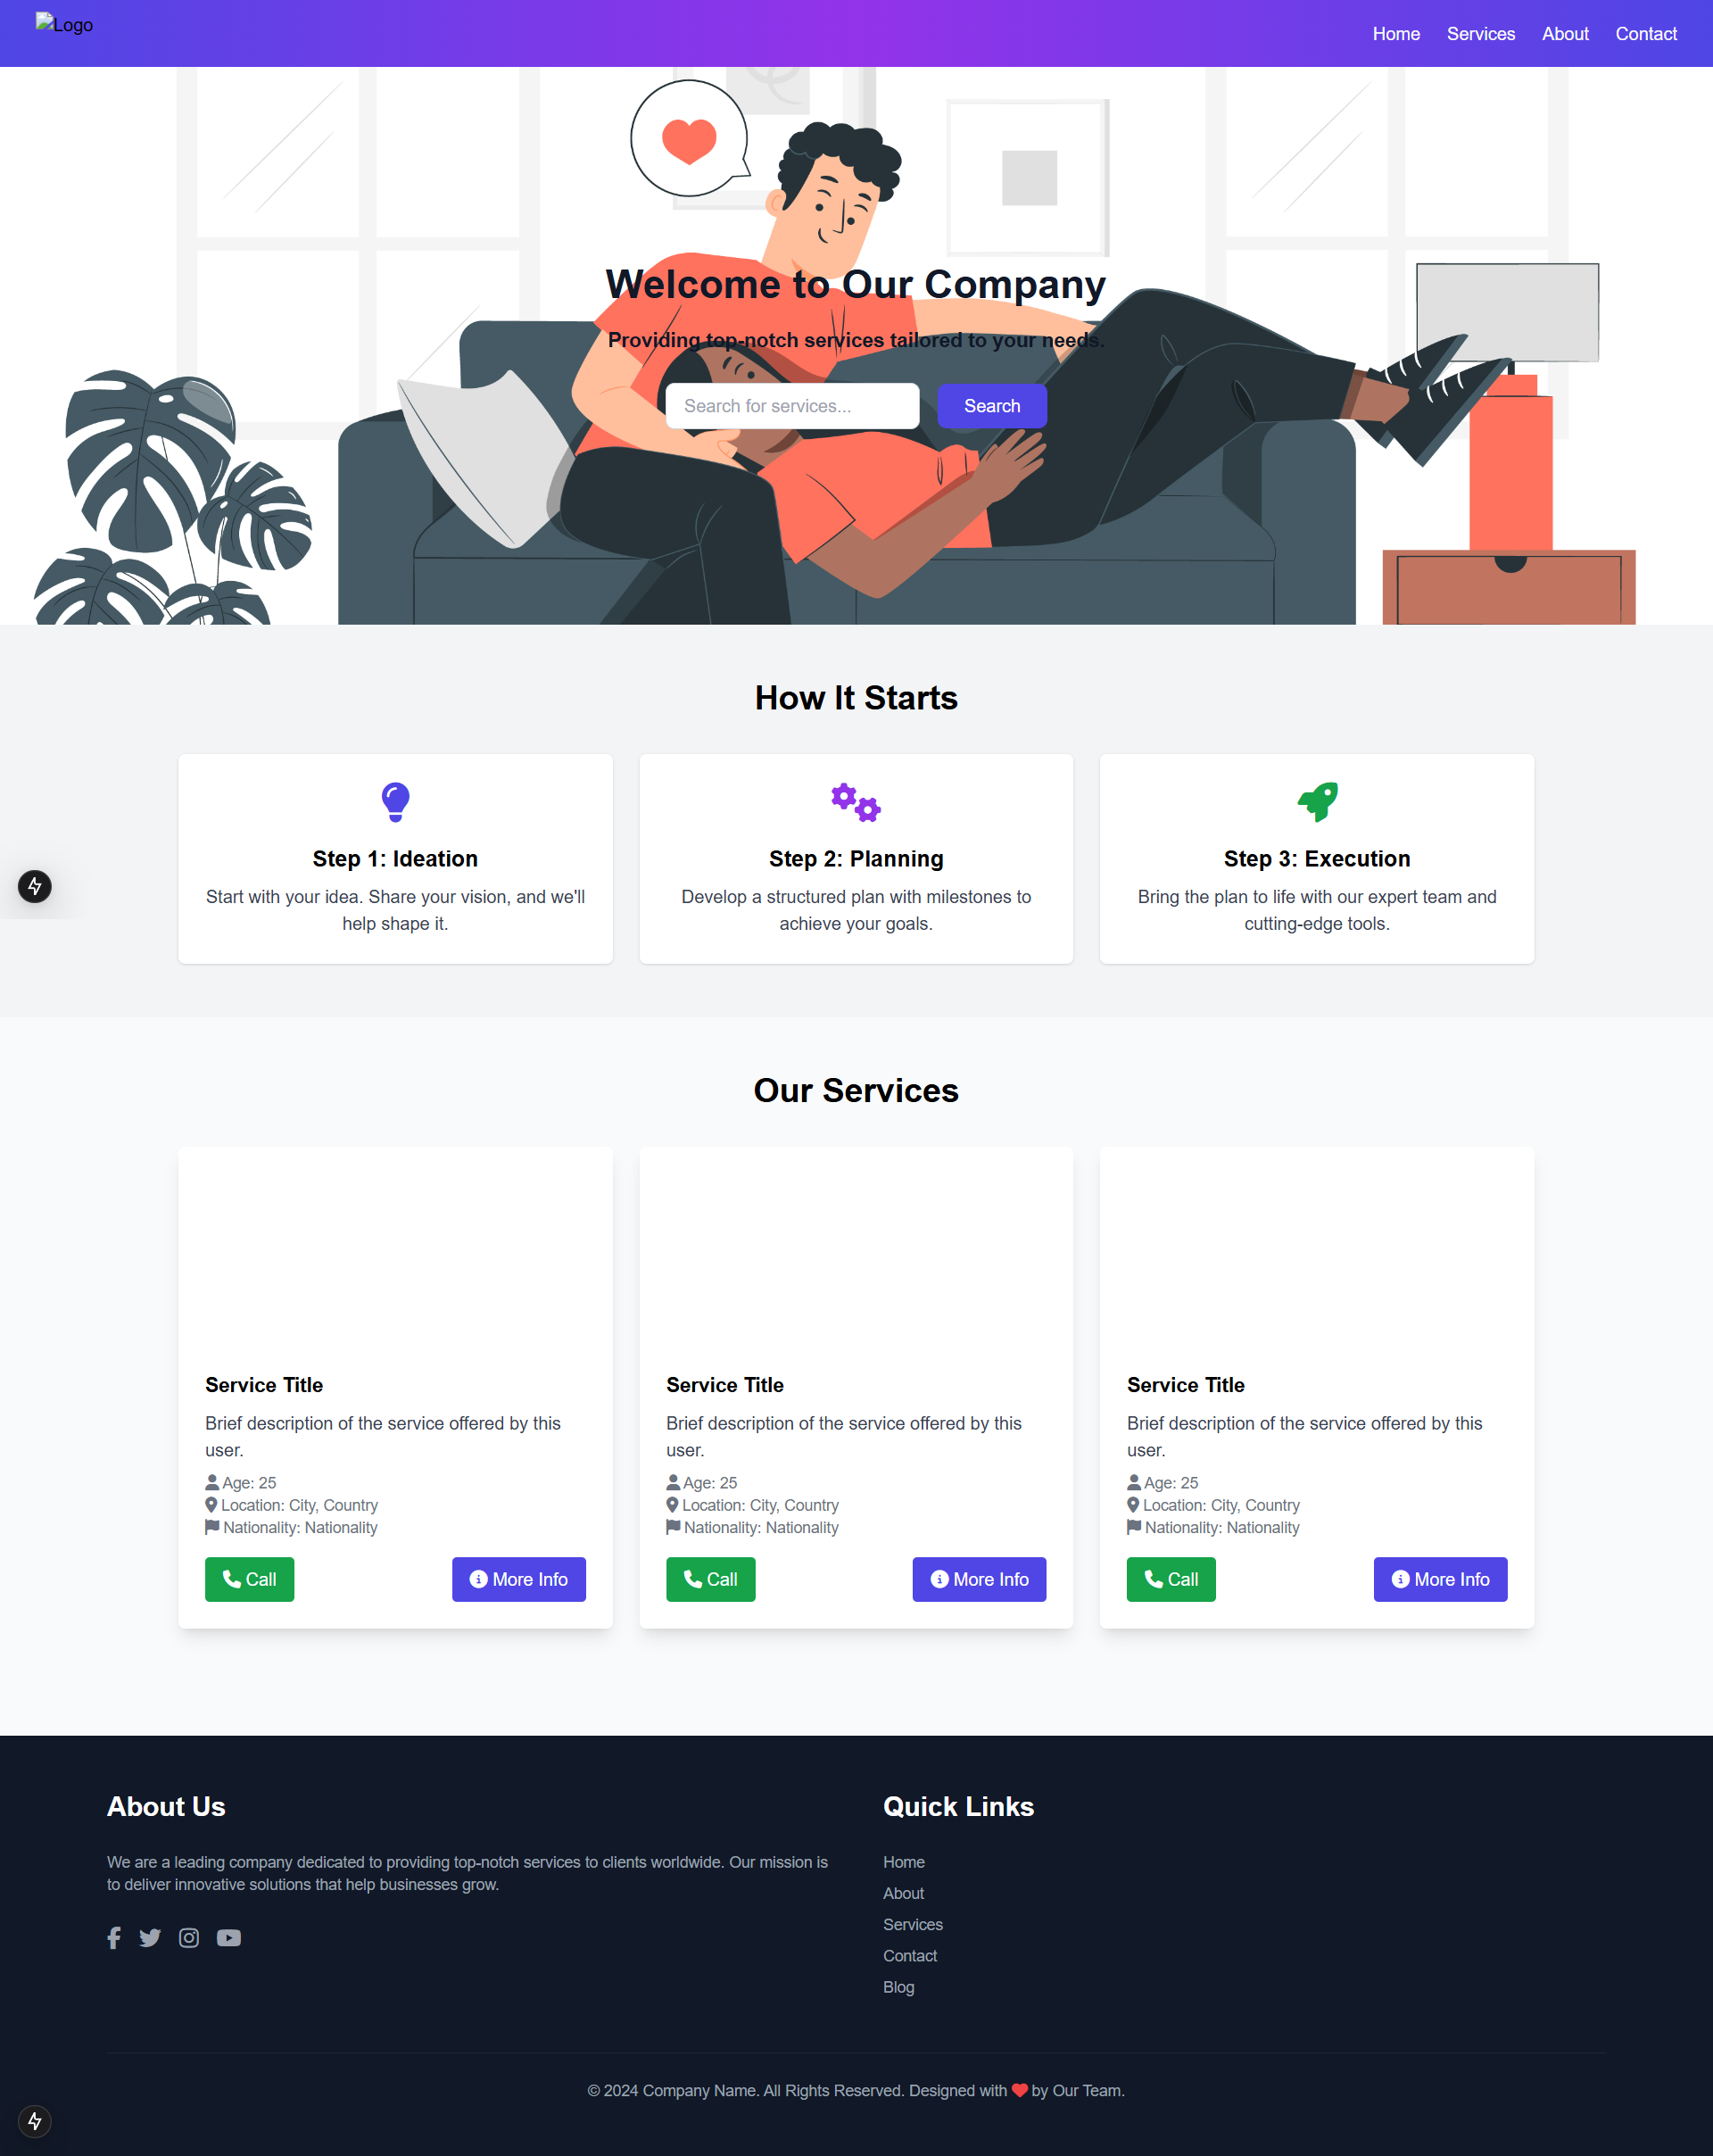 Logo
Home Services About Contact
Welcome to Our Company
Providing top-notch services tailored to your needs.
Search for services... Search
How It Starts
Step 1: Ideation
Start with your idea. Share your vision, and we'll
help shape it.
Step 2: Planning
Develop a structured plan with milestones to
achieve your goals.
Step 3: Execution
Bring the plan to life with our expert team and
cutting-edge tools.
Our Services
Service Title
Brief description of the service offered by this
user.
Age: 25
Location: City, Country
Nationality: Nationality
Call More Info
Service Title
Brief description of the service offered by this
user.
Age: 25
Location: City, Country
Nationality: Nationality
Call More Info
Service Title
Brief description of the service offered by this
user.
Age: 25
Location: City, Country
Nationality: Nationality
Call More Info
About Us
We are a leading company dedicated to providing top-notch services to clients worldwide. Our mission is
to deliver innovative solutions that help businesses grow.
Quick Links
Home
About
Services
Contact
Blog
© 2024 Company Name. All Rights Reserved. Designed with ❤ by Our Team.